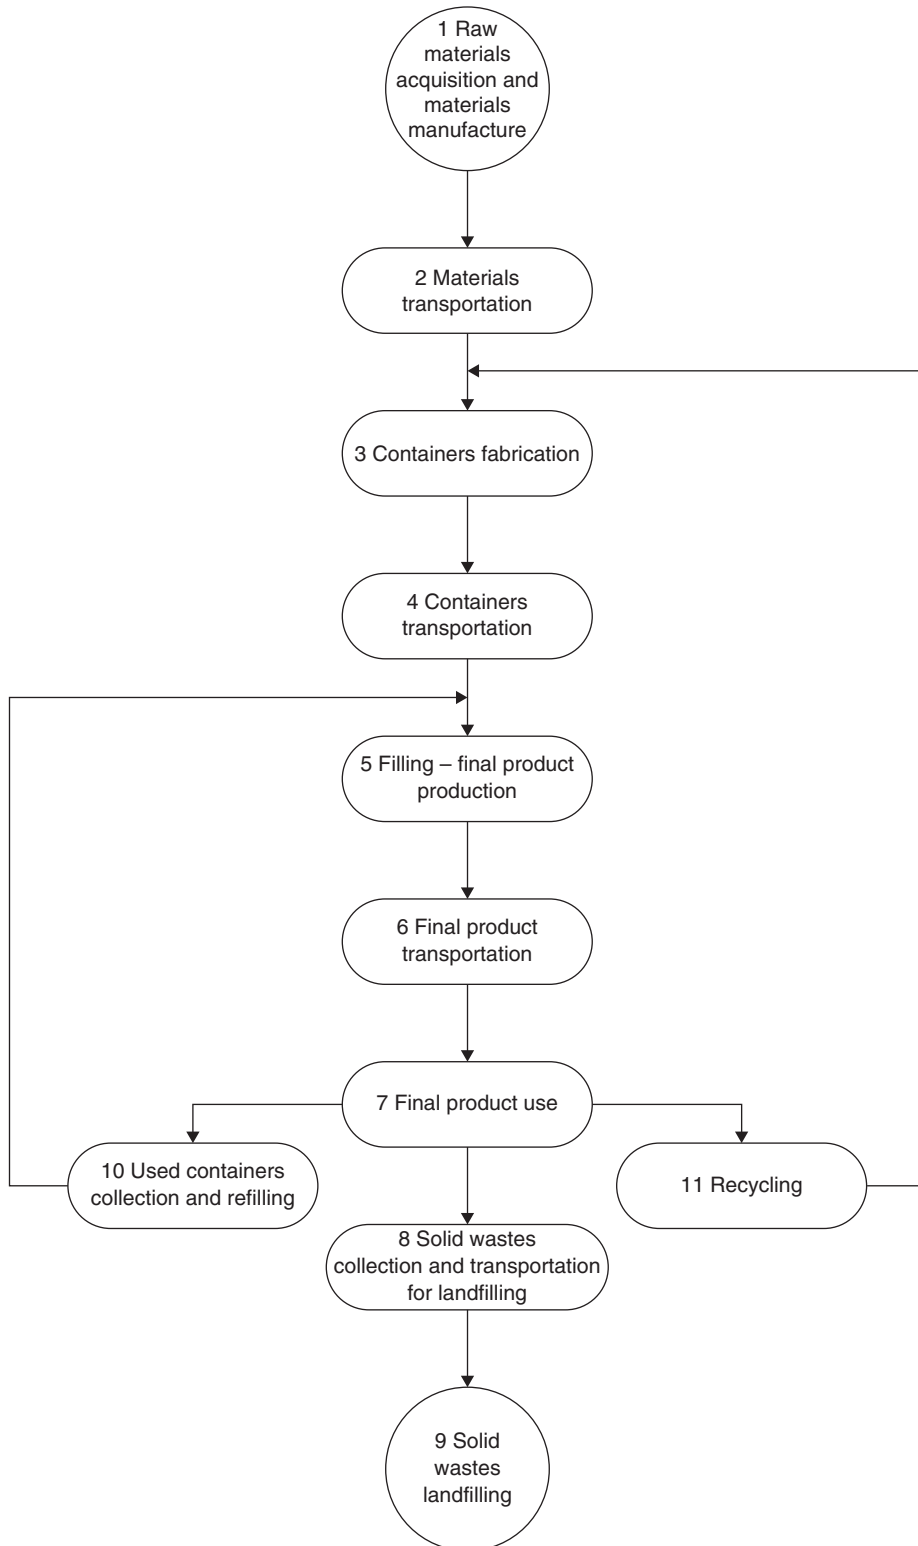 1 Raw
materials
acquisition and
materials
manufacture
2 Materials
transportation
3 Containers fabrication
4 Containers
transportation
5 Filling – final product
production
6 Final product
transportation
7 Final product use
10 Used containers
collection and refilling
11 Recycling
8 Solid wastes
collection and transportation
for landfilling
9 Solid
wastes
landfilling